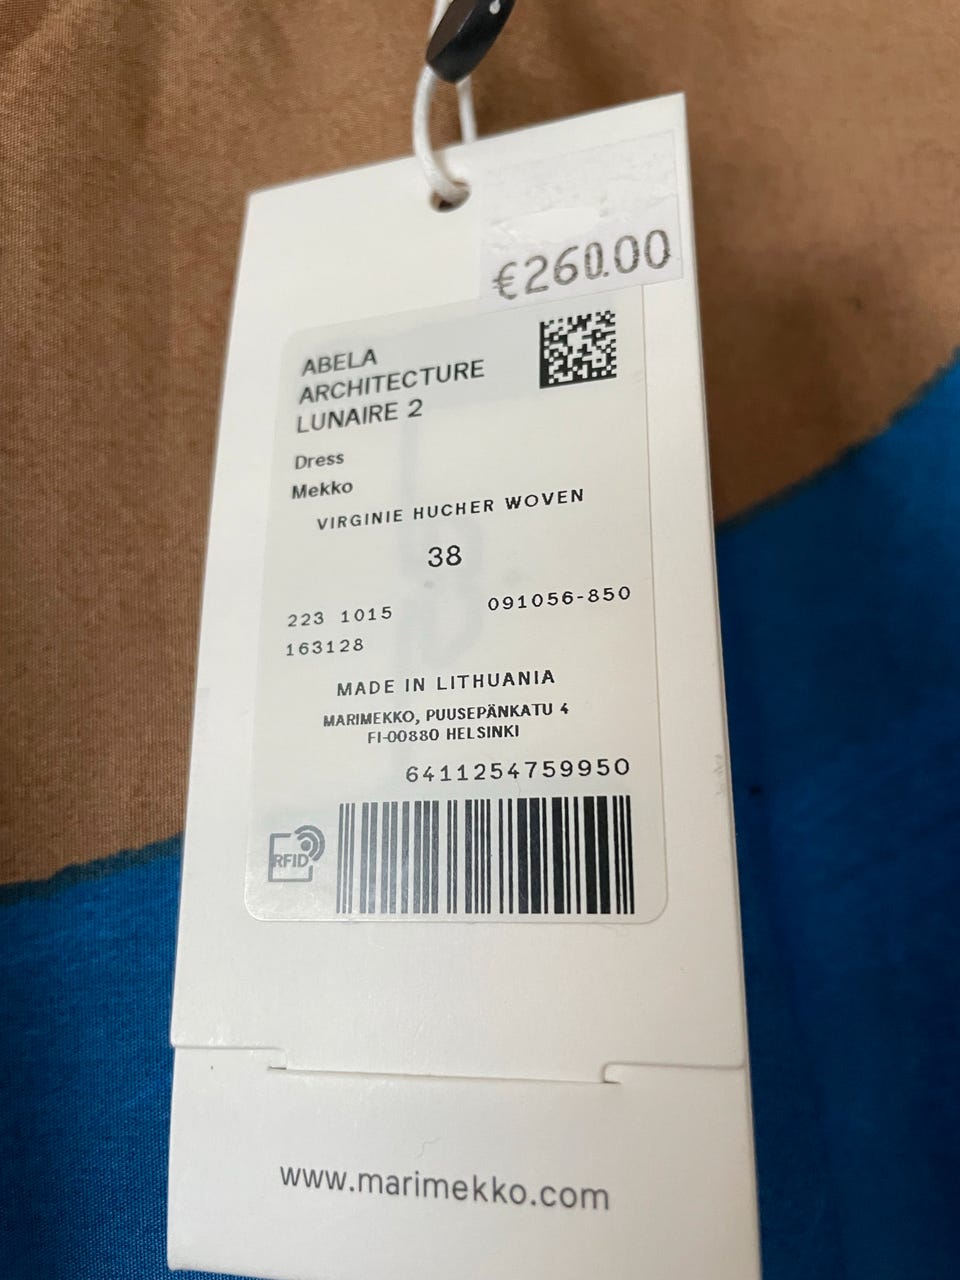 €260.00
ABELA
ARCHITECTURE
LUNAIRE 2
Dress
Mekko
VIRGINIE HUCHER WOVEN
38
223 1015 091056-850
163128
MADE IN LITHUANIA
MARIMEKKO, PUUSEPÄNKATU 4
FI-00880 HELSINKI
6411254759950
RFID
www.marimekko.com